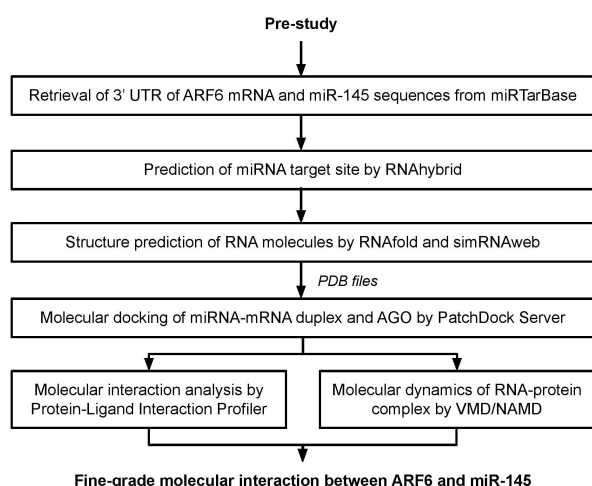 Pre-study
Retrieval of 3' UTR of ARF6 mRNA and miR-145 sequences from miRTarBase
Prediction of miRNA target site by RNAhybrid
Structure prediction of RNA molecules by RNAfold and simRNAweb
PDB files
Molecular docking of miRNA-mRNA duplex and AGO by PatchDock Server
Molecular interaction analysis by
Protein-Ligand Interaction Profiler
Molecular dynamics of RNA-protein
complex by VMD/NAMD
Fine-grade molecular interaction between ARF6 and miR-145